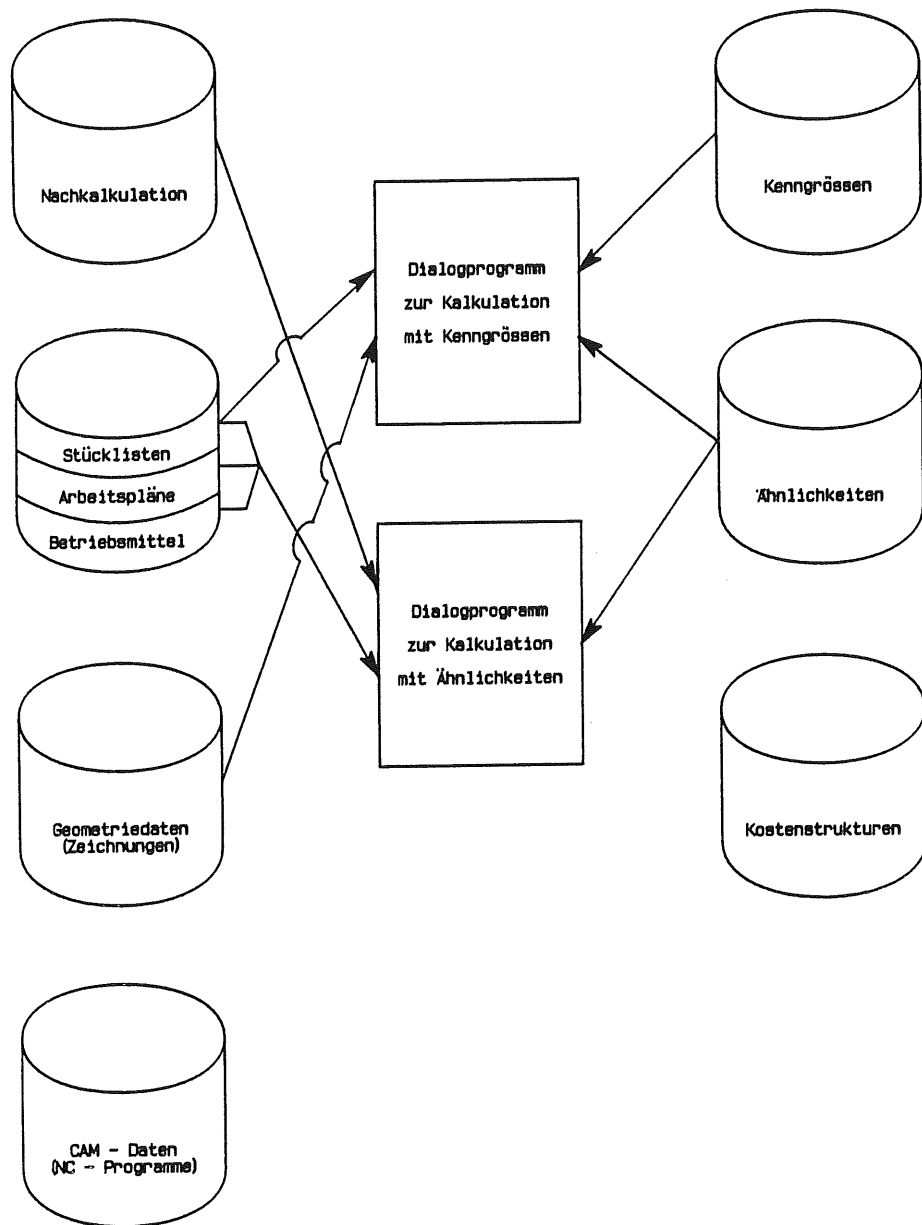 Nachkalkulation
Stücklisten
Arbeitspläne
Betriebsmittel
Geometriedaten
(Zeichnungen)
CAM - Daten
(NC - Programme)
Dialogprogramm
zur Kalkulation
mit Kenngrössen
Dialogprogramm
zur Kalkulation
mit Ähnlichkeiten
Kenngrössen
Ähnlichkeiten
Kostenstrukturen